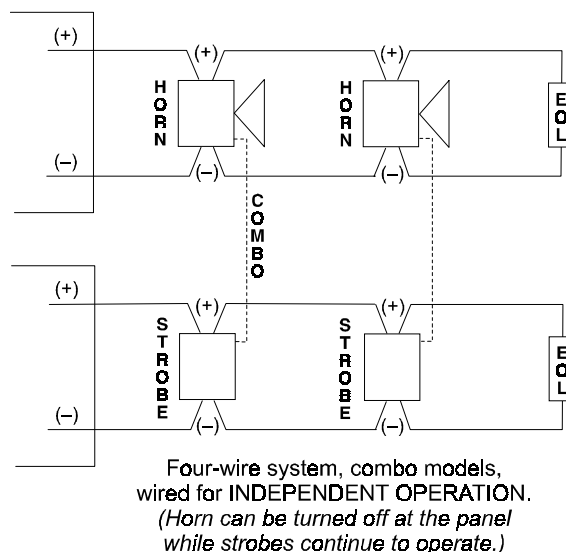 (+)
(+)
(+)
HORN
HORN
EOL
(–)
(–)
(–)
COMBO
(+)
(+)
(+)
STROBE
STROBE
EOL
(–)
(–)
(–)
Four-wire system, combo models,
wired for INDEPENDENT OPERATION.
(Horn can be turned off at the panel
while strobes continue to operate.)